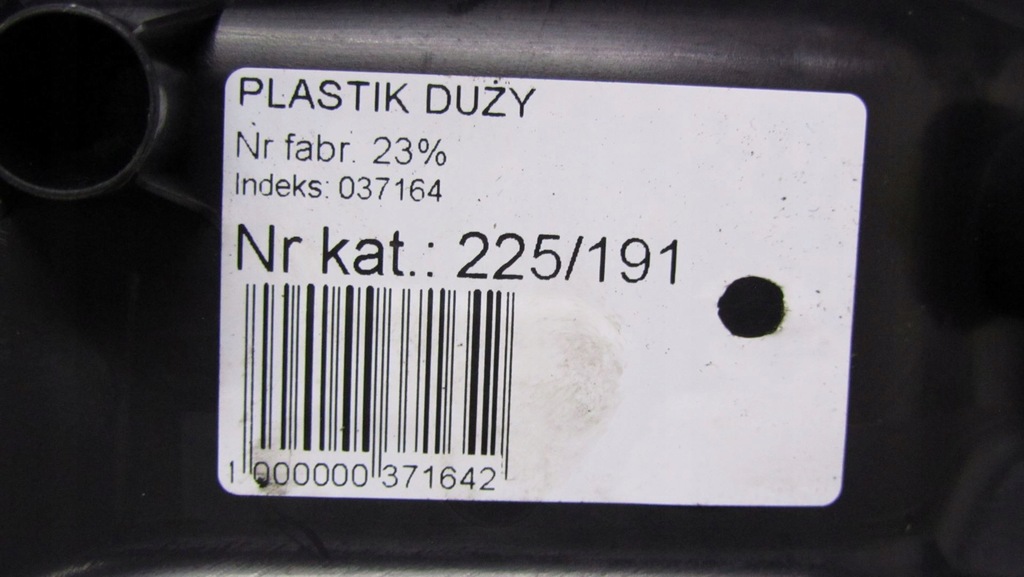 PLASTIK DUŻY
Nr fabr. 23%
Indeks: 037164
Nr kat.: 225/191
1 000000 371642